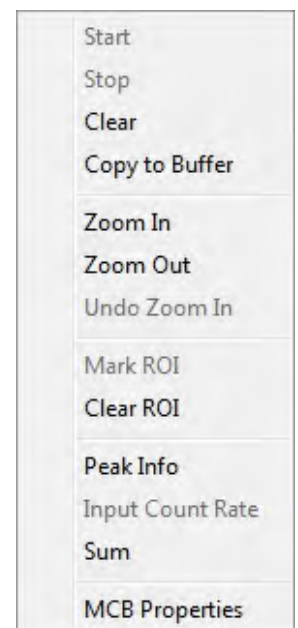 Start
Stop
Clear
Copy to Buffer
Zoom In
Zoom Out
Undo Zoom In
Mark ROI
Clear ROI
Peak Info
Input Count Rate
Sum
MCB Properties